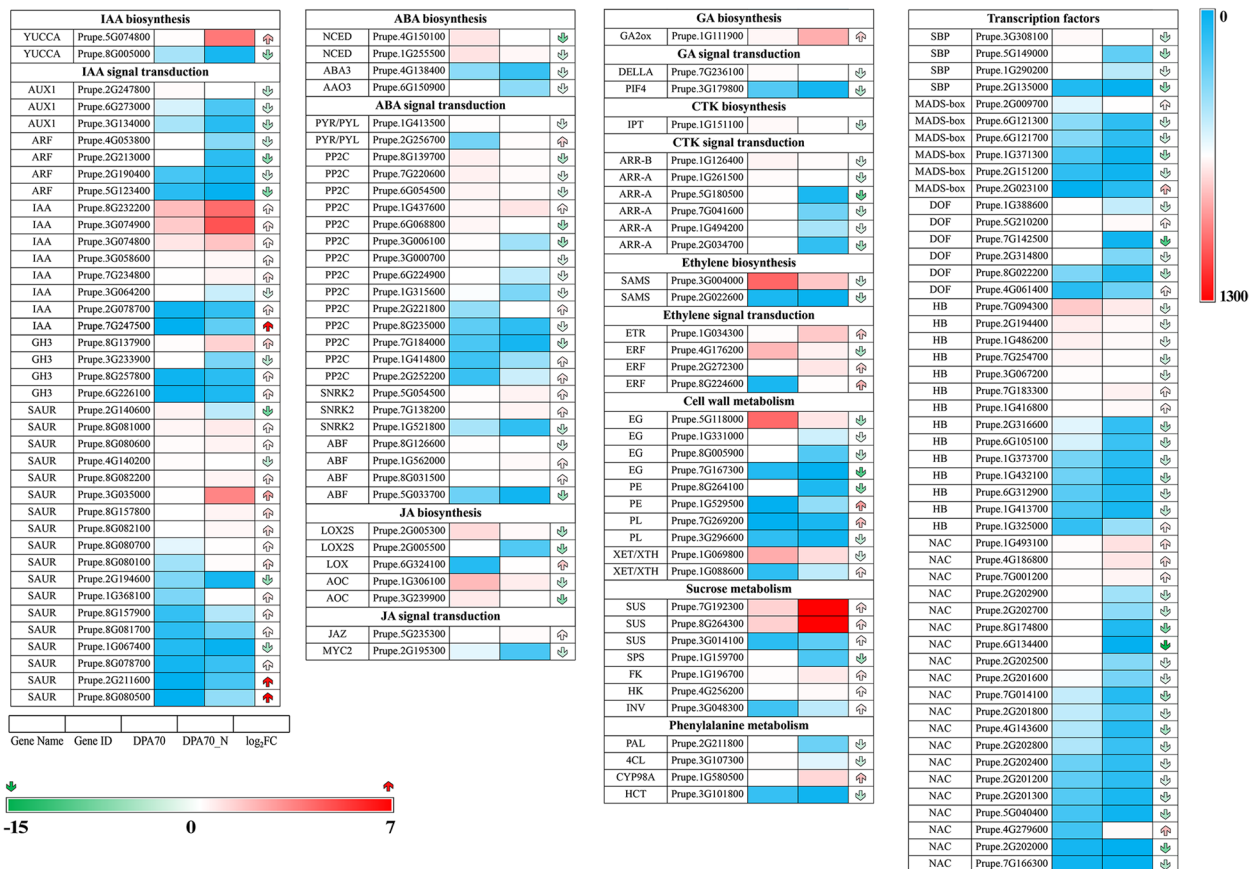 IAA biosynthesis
YUCCA Prupe.5G074800
YUCCA Prupe.8G005000
IAA signal transduction
AUX1 Prupe.2G247800
AUX1 Prupe.6G273000
AUX1 Prupe.3G134000
ARF Prupe.4G053800
ARF Prupe.2G213000
ARF Prupe.2G190400
ARF Prupe.5G123400
IAA Prupe.8G232200
IAA Prupe.3G074900
IAA Prupe.3G074800
IAA Prupe.3G058600
IAA Prupe.7G234800
IAA Prupe.3G064200
IAA Prupe.2G078700
IAA Prupe.7G247500
GH3 Prupe.8G137900
GH3 Prupe.3G233900
GH3 Prupe.8G257800
GH3 Prupe.6G226100
SAUR Prupe.2G140600
SAUR Prupe.8G081000
SAUR Prupe.8G080600
SAUR Prupe.4G140200
SAUR Prupe.8G082200
SAUR Prupe.3G035000
SAUR Prupe.8G157800
SAUR Prupe.8G082100
SAUR Prupe.8G080700
SAUR Prupe.8G080100
SAUR Prupe.2G194600
SAUR Prupe.1G368100
SAUR Prupe.8G157900
SAUR Prupe.8G081700
SAUR Prupe.1G067400
SAUR Prupe.8G078700
SAUR Prupe.2G211600
SAUR Prupe.8G080500
Gene Name Gene ID DPA70 DPA70_N log₂FC
-15 0 7
ABA biosynthesis
NCED Prupe.4G150100
NCED Prupe.1G255500
ABA3 Prupe.4G138400
AAO3 Prupe.6G150900
ABA signal transduction
PYR/PYL Prupe.1G413500
PYR/PYL Prupe.2G256700
PP2C Prupe.8G139700
PP2C Prupe.7G220600
PP2C Prupe.6G054500
PP2C Prupe.1G437600
PP2C Prupe.6G068800
PP2C Prupe.3G006100
PP2C Prupe.3G000700
PP2C Prupe.6G224900
PP2C Prupe.1G315600
PP2C Prupe.2G221800
PP2C Prupe.8G235000
PP2C Prupe.7G184000
PP2C Prupe.1G414800
PP2C Prupe.2G252200
SNRK2 Prupe.5G054500
SNRK2 Prupe.7G138200
SNRK2 Prupe.1G521800
ABF Prupe.8G126600
ABF Prupe.1G562000
ABF Prupe.8G031500
ABF Prupe.5G033700
JA biosynthesis
LOX2S Prupe.2G005300
LOX2S Prupe.2G005500
LOX Prupe.6G324100
AOC Prupe.1G306100
AOC Prupe.3G239900
JA signal transduction
JAZ Prupe.5G235300
MYC2 Prupe.2G195300
GA biosynthesis
GA2ox Prupe.1G111900
GA signal transduction
DELLA Prupe.7G236100
PIF4 Prupe.3G179800
CTK biosynthesis
IPT Prupe.1G151100
CTK signal transduction
ARR-B Prupe.1G126400
ARR-A Prupe.1G261500
ARR-A Prupe.5G180500
ARR-A Prupe.7G041600
ARR-A Prupe.1G494200
ARR-A Prupe.2G034700
Ethylene biosynthesis
SAMS Prupe.3G004000
SAMS Prupe.2G022600
Ethylene signal transduction
ETR Prupe.1G034300
ERF Prupe.4G176200
ERF Prupe.2G272300
ERF Prupe.8G224600
Cell wall metabolism
EG Prupe.5G118000
EG Prupe.1G331000
EG Prupe.8G005900
EG Prupe.7G167300
PE Prupe.8G264100
PE Prupe.1G529500
PL Prupe.7G269200
PL Prupe.3G296600
XET/XTH Prupe.1G069800
XET/XTH Prupe.1G088600
Sucrose metabolism
SUS Prupe.7G192300
SUS Prupe.8G264300
SUS Prupe.3G014100
SPS Prupe.1G159700
FK Prupe.1G196700
HK Prupe.4G256200
INV Prupe.3G048300
Phenylalanine metabolism
PAL Prupe.2G211800
4CL Prupe.3G107300
CYP98A Prupe.1G580500
HCT Prupe.3G101800
Transcription factors
SBP Prupe.3G308100
SBP Prupe.5G149000
SBP Prupe.1G290200
SBP Prupe.2G135000
MADS-box Prupe.2G009700
MADS-box Prupe.6G121300
MADS-box Prupe.6G121700
MADS-box Prupe.1G371300
MADS-box Prupe.2G151200
MADS-box Prupe.2G023100
DOF Prupe.1G388600
DOF Prupe.5G210200
DOF Prupe.7G142500
DOF Prupe.2G314800
DOF Prupe.8G022200
DOF Prupe.4G061400
HB Prupe.7G094300
HB Prupe.2G194400
HB Prupe.1G486200
HB Prupe.7G254700
HB Prupe.3G067200
HB Prupe.7G183300
HB Prupe.1G416800
HB Prupe.2G316600
HB Prupe.6G105100
HB Prupe.1G373700
HB Prupe.1G432100
HB Prupe.6G312900
HB Prupe.1G413700
HB Prupe.1G325000
NAC Prupe.1G493100
NAC Prupe.4G186800
NAC Prupe.7G001200
NAC Prupe.2G202900
NAC Prupe.2G202700
NAC Prupe.8G174800
NAC Prupe.6G134400
NAC Prupe.2G202500
NAC Prupe.2G201600
NAC Prupe.7G014100
NAC Prupe.2G201800
NAC Prupe.4G143600
NAC Prupe.2G202800
NAC Prupe.2G202400
NAC Prupe.2G201200
NAC Prupe.2G201300
NAC Prupe.5G040400
NAC Prupe.4G279600
NAC Prupe.2G202000
NAC Prupe.7G166300
0
1300